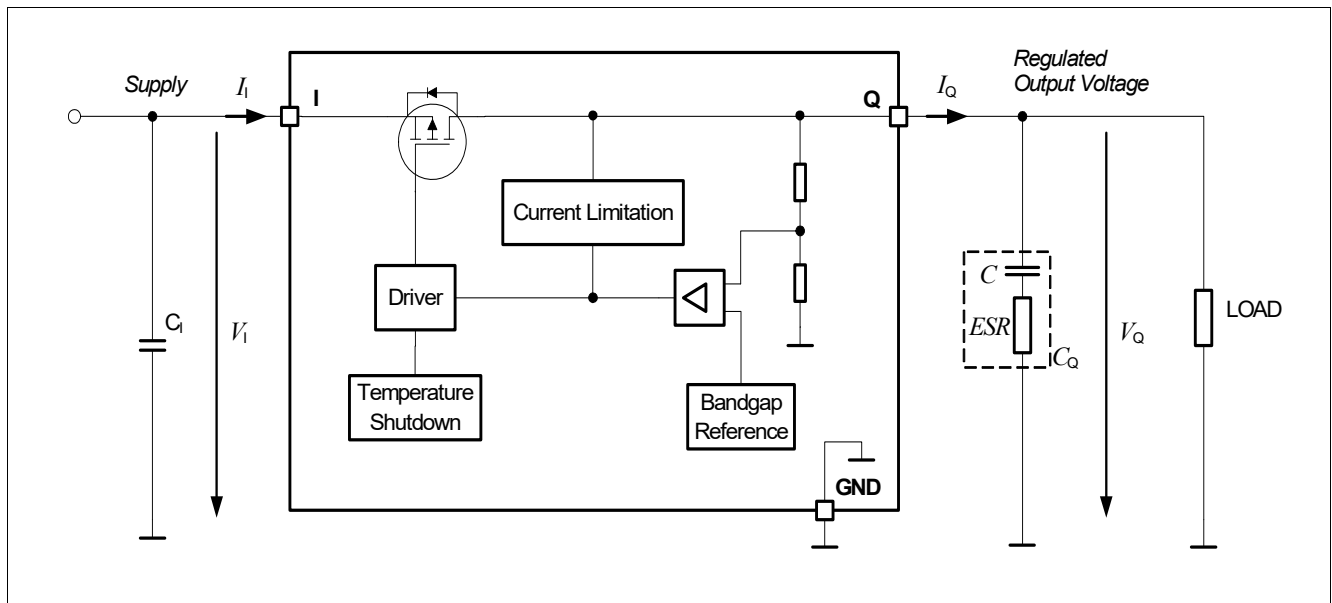 Supply
I_I
I
Q
I_Q
Regulated
Output Voltage
Current Limitation
Driver
C
ESR
C_Q
LOAD
C_I
V_I
V_Q
Temperature
Shutdown
Bandgap
Reference
GND